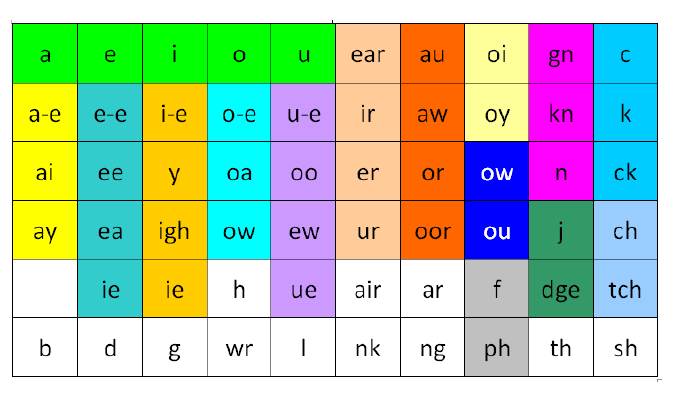 a e i o u ear au oi gn c
a-e e-e i-e o-e u-e ir aw oy kn k
ai ee y oa oo er or ow n ck
ay ea igh ow ew ur oor ou j ch
ie ie h ue air ar f dge tch
b d g wr l nk ng ph th sh